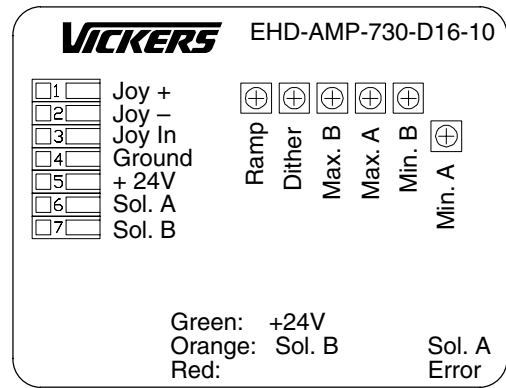 VICKERS EHD-AMP-730-D16-10
1 Joy +
2 Joy –
3 Joy In
4 Ground
5 + 24V
6 Sol. A
7 Sol. B
Ramp
Dither
Max. B
Max. A
Min. B
Min. A
Green: +24V
Orange: Sol. B Sol. A
Red: Error